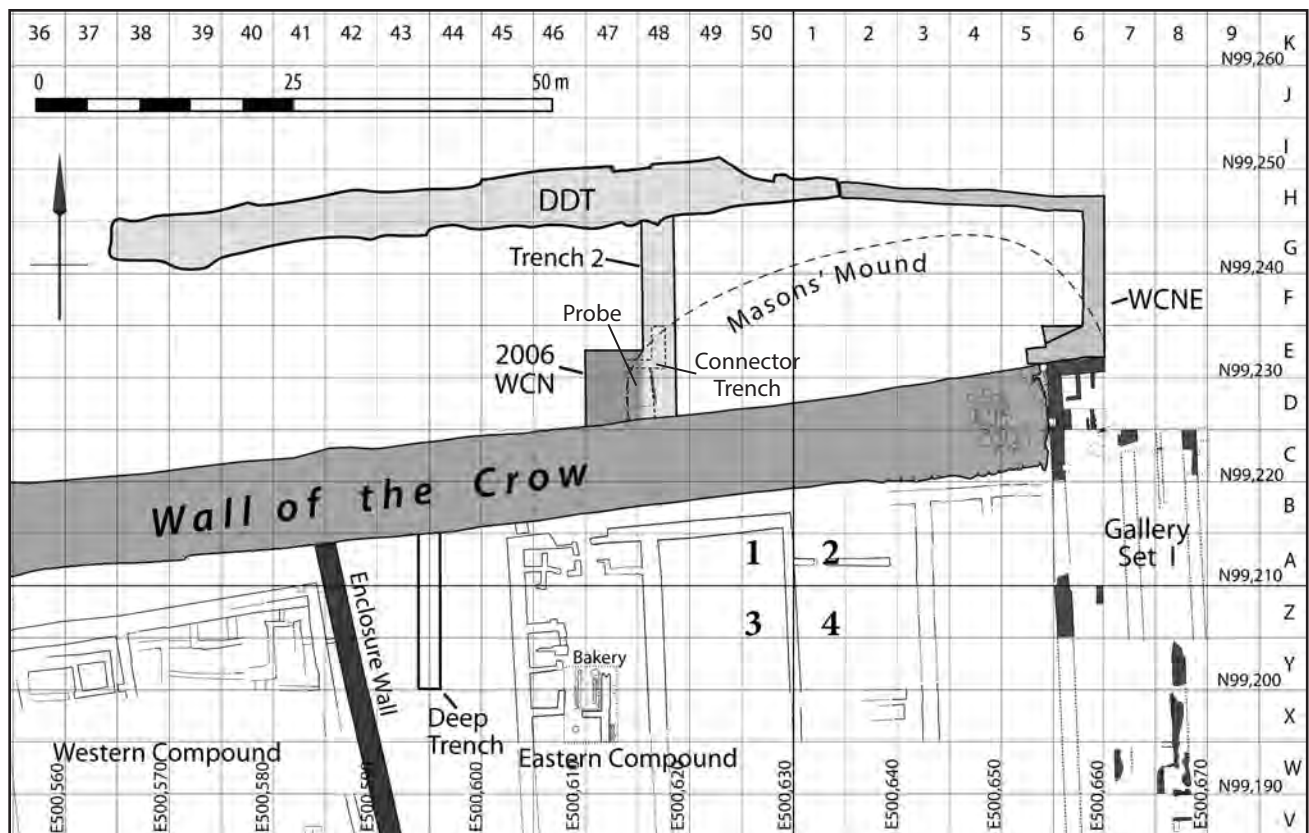 36 37 38 39 40 41 42 43 44 45 46 47 48 49 50 1 2 3 4 5 6 7 8 9 K
N99,260
0 25 50 m
J
I
N99,250
DDT
H
Trench 2
G
N99,240
Masons' Mound
F
WCNE
Probe
2006
WCN
Connector
Trench
E
N99,230
D
Wall of the Crow
C
N99,220
B
Gallery
Set I
1 2
A
N99,210
Enclosure Wall
3 4
Z
Bakery
Y
N99,200
Deep
Trench
X
Western Compound
Eastern Compound
W
N99,190
E500,560 E500,570 E500,580 E500,600 E500,610 E500,620 E500,630 E500,640 E500,650 E500,660 E500,670
V